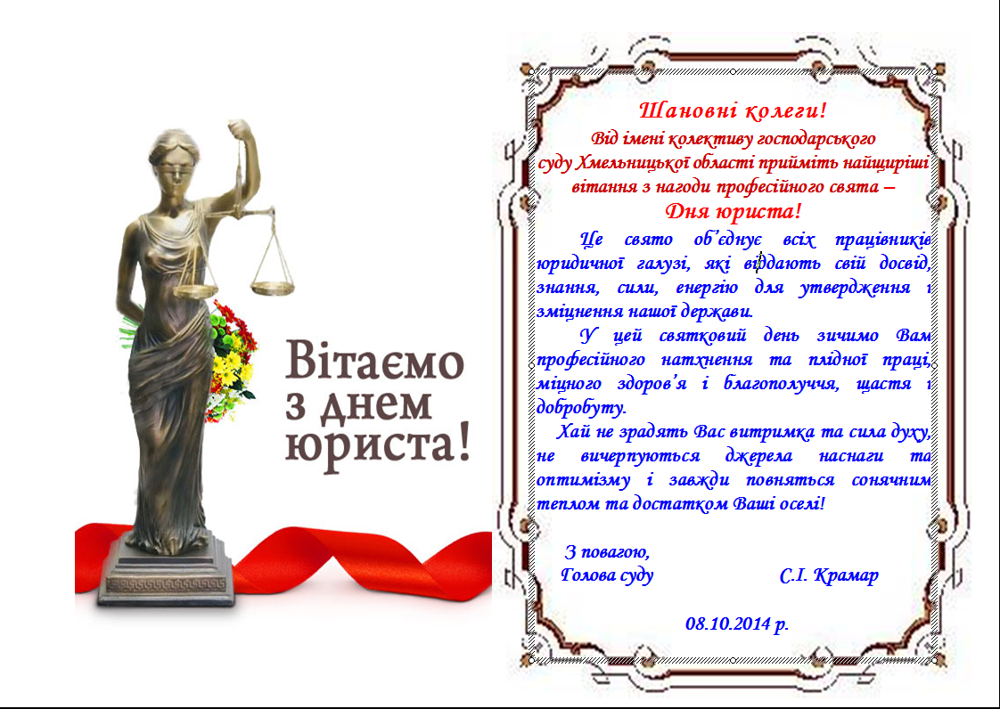 Вітаємо
з днем
юриста!
Шановні колеги!
Від імені колективу господарського
суду Хмельницької області прийміть найщиріші
вітання з нагоди професійного свята –
Дня юриста!
Це свято об’єднує всіх працівників
юридичної галузі, які віддають свій досвід,
знання, сили, енергію для утвердження і
зміцнення нашої держави.
У цей святковий день зичимо Вам
професійного натхнення та плідної праці,
міцного здоров’я і благополуччя, щастя і
добробуту.
Хай не зрадять Вас витримка та сила духу,
не вичерпуються джерела наснаги та
оптимізму і завжди повняться сонячним
теплом та достатком Ваші оселі!
З повагою,
Голова суду С.І. Крамар
08.10.2014 р.